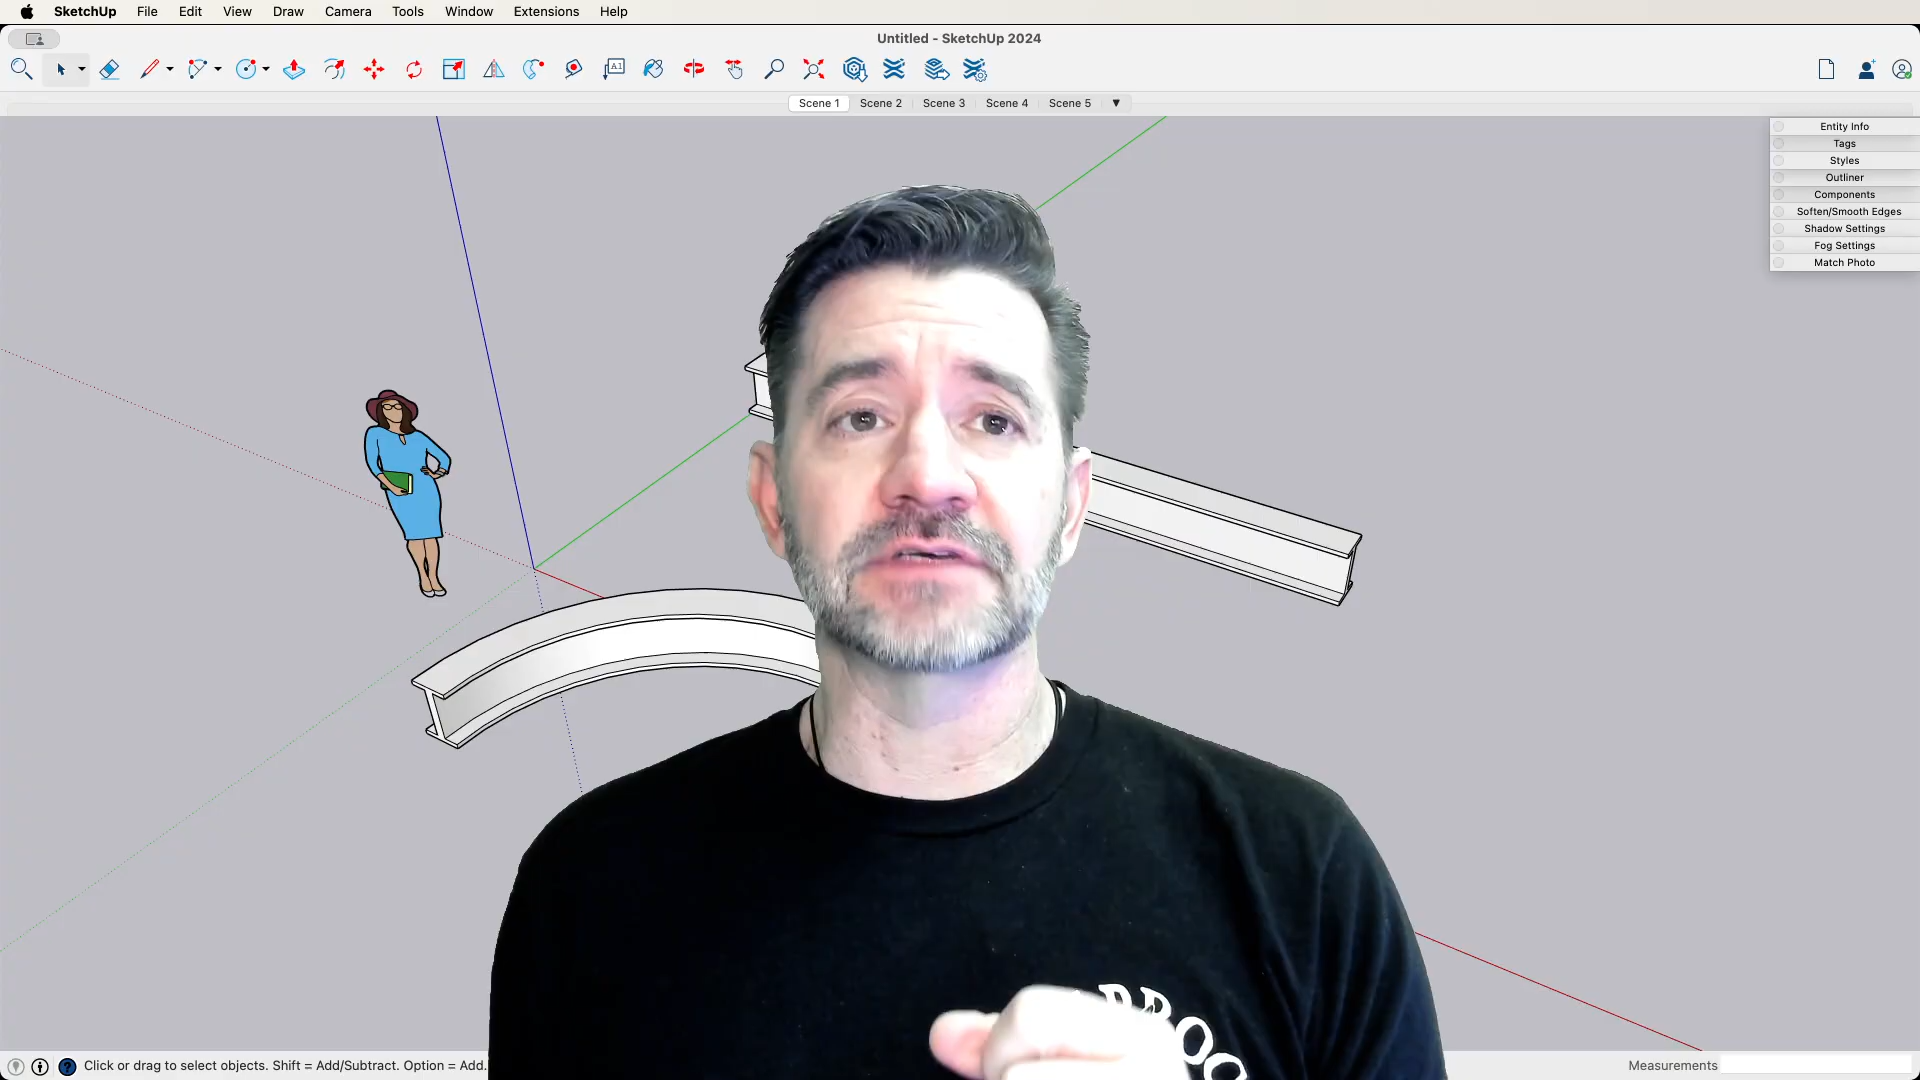 SketchUp File Edit View Draw Camera Tools Window Extensions Help
Untitled - SketchUp 2024
A1
Scene 1 Scene 2 Scene 3 Scene 4 Scene 5
Entity Info
Tags
Styles
Outliner
Components
Soften/Smooth Edges
Shadow Settings
Fog Settings
Match Photo
Click or drag to select objects. Shift = Add/Subtract. Option = Add.
Measurements